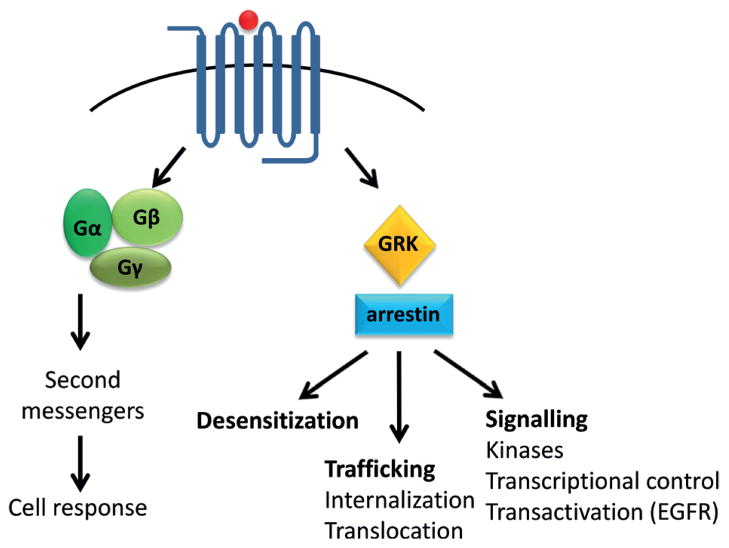 Gα
Gβ
Gγ
GRK
arrestin
Second
messengers
Cell response
Desensitization
Trafficking
Internalization
Translocation
Signalling
Kinases
Transcriptional control
Transactivation (EGFR)